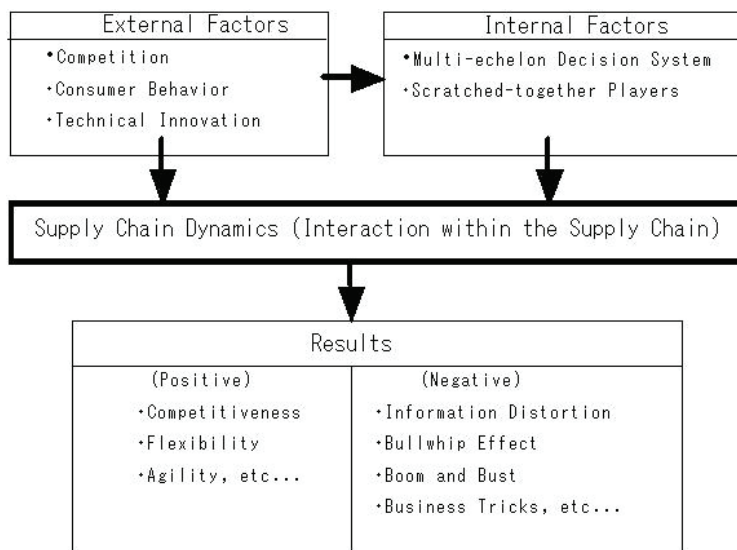 External Factors
•Competition
•Consumer Behavior
•Technical Innovation
Internal Factors
•Multi-echelon Decision System
•Scratched-together Players
Supply Chain Dynamics (Interaction within the Supply Chain)
Results
(Positive)
•Competitiveness
•Flexibility
•Agility, etc...
(Negative)
•Information Distortion
•Bullwhip Effect
•Boom and Bust
•Business Tricks, etc...